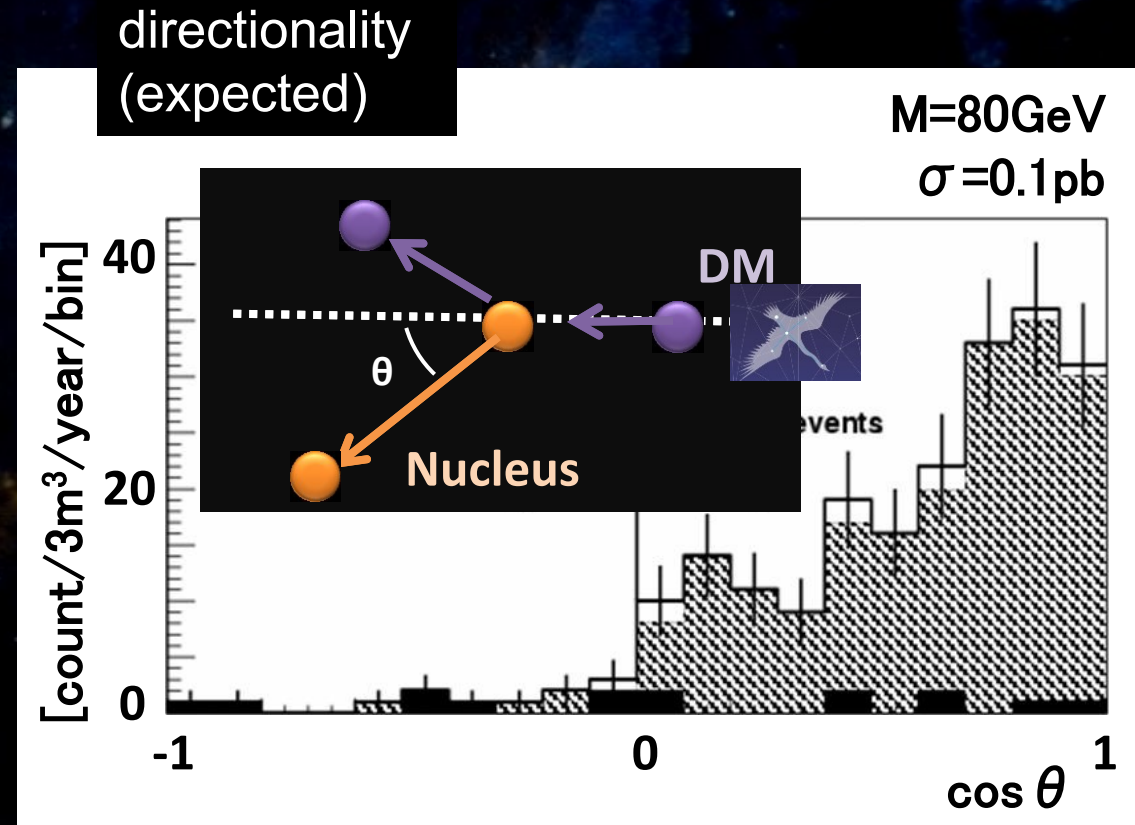 directionality
(expected)
M=80GeV
σ=0.1pb
[count/3m³/year/bin]
40
20
0
DM
θ
Nucleus
events
-1
0
1
cos θ